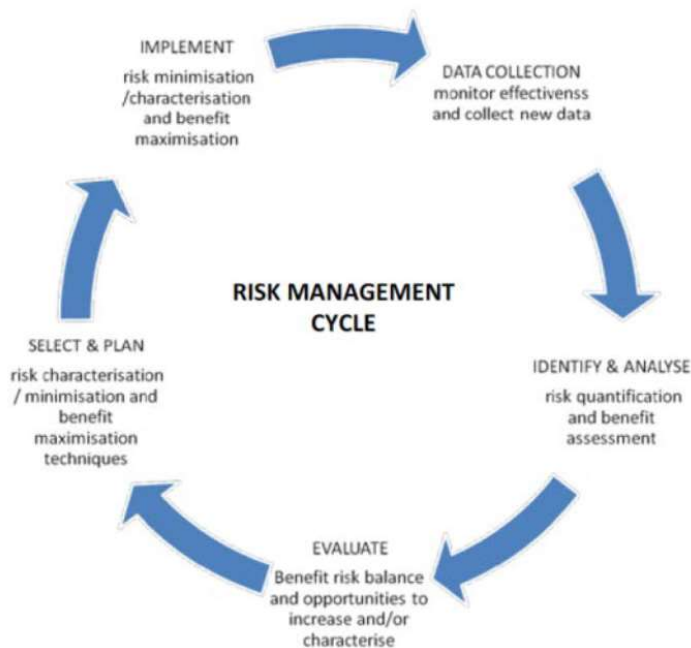 IMPLEMENT
risk minimisation
/characterisation
and benefit
maximisation
DATA COLLECTION
monitor effectivenss
and collect new data
RISK MANAGEMENT
CYCLE
SELECT & PLAN
risk characterisation
/ minimisation and
benefit
maximisation
techniques
IDENTIFY & ANALYSE
risk quantification
and benefit
assessment
EVALUATE
Benefit risk balance
and opportunities to
increase and/or
characterise